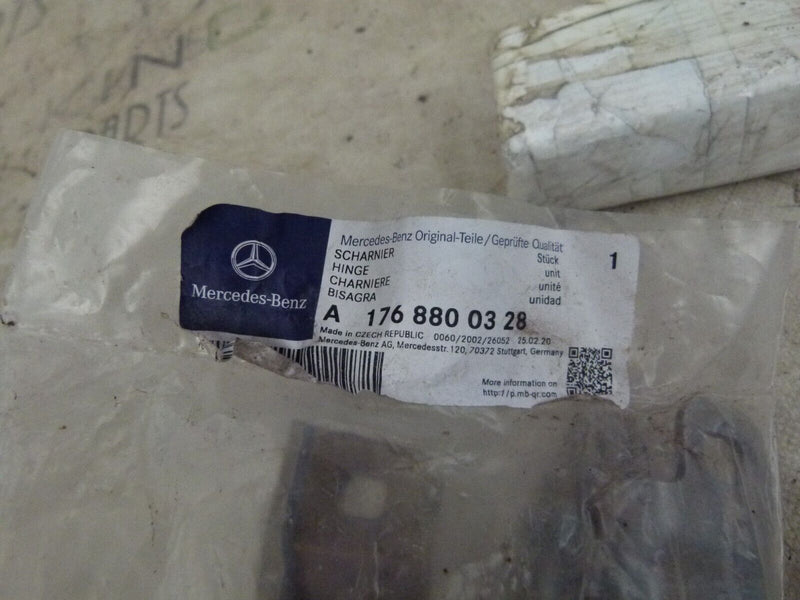 KING
PARTS
Mercedes-Benz
Mercedes-Benz Original-Teile/Geprüfte Qualität
SCHARNIER Stück 1
HINGE unit
CHARNIERE unité
BISAGRA unidad
A 176 880 03 28
Made in CZECH REPUBLIC 0060/2002/26052 25.02.20
Mercedes-Benz AG, Mercedesstr. 120, 70372 Stuttgart, Germany
More information on
http://p.mb-qr.com